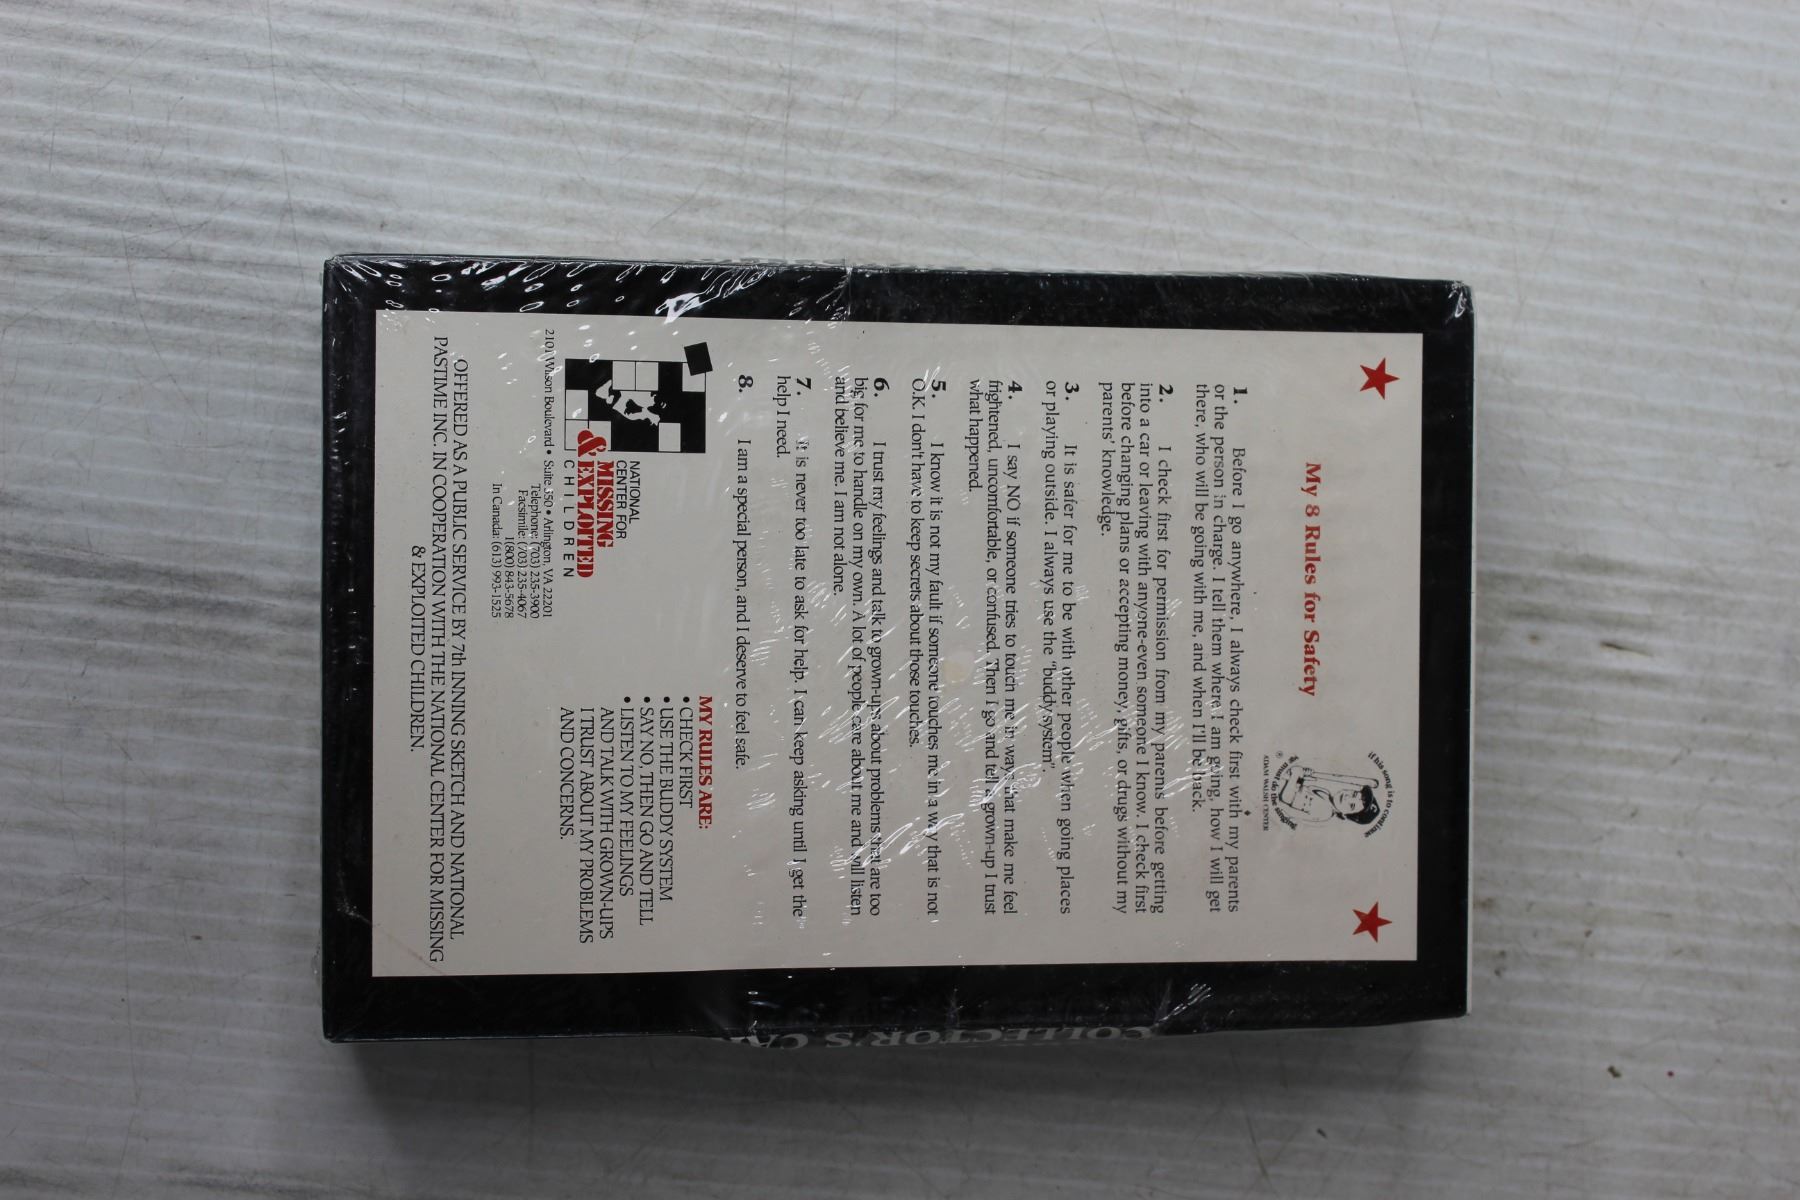 if his song is to continue
we must do the singing.
®
ADAM WALSH CENTER
My 8 Rules for Safety
1. Before I go anywhere, I always check first with my parents
or the person in charge. I tell them where I am going, how I will get
there, who will be going with me, and when I'll be back.
2. I check first for permission from my parents before getting
into a car or leaving with anyone-even someone I know. I check first
before changing plans or accepting money, gifts, or drugs without my
parents' knowledge.
3. It is safer for me to be with other people when going places
or playing outside. I always use the "buddy system".
4. I say NO if someone tries to touch me in ways that make me feel
frightened, uncomfortable, or confused. Then I go and tell a grown-up I trust
what happened.
5. I know it is not my fault if someone touches me in a way that is not
O.K. I don't have to keep secrets about those touches.
6. I trust my feelings and talk to grown-ups about problems that are too
big for me to handle on my own. A lot of people care about me and will listen
and believe me. I am not alone.
7. It is never too late to ask for help. I can keep asking until I get the
help I need.
8. I am a special person, and I deserve to feel safe.
NATIONAL
CENTER FOR
MISSING
& EXPLOITED
CHILDREN
2101 Wilson Boulevard • Suite 550 • Arlington, VA 22201
Telephone: (703) 235-3900
Facsimile: (703) 235-4067
1(800) 843-5678
In Canada: (613) 993-1525
MY RULES ARE:
• CHECK FIRST
• USE THE BUDDY SYSTEM
• SAY NO, THEN GO AND TELL
• LISTEN TO MY FEELINGS
AND TALK WITH GROWN-UPS
I TRUST ABOUT MY PROBLEMS
AND CONCERNS.
OFFERED AS A PUBLIC SERVICE BY 7th INNING SKETCH AND NATIONAL
PASTIME INC. IN COOPERATION WITH THE NATIONAL CENTER FOR MISSING
& EXPLOITED CHILDREN.
COLLECTOR'S CA